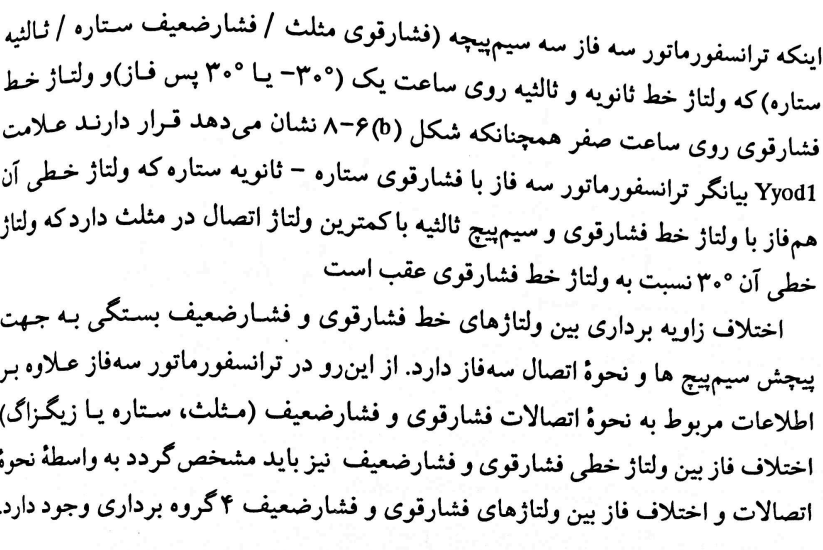 اینکه ترانسفورماتور سه فاز سه سیم‌پیچه (فشارقوی مثلث / فشارضعیف ستاره / ثالثیه
ستاره) که ولتاژ خط ثانویه و ثالثیه روی ساعت یک (۳۰°- یا ۳۰° پس فاز)و ولتاژ خط
فشارقوی روی ساعت صفر همچنانکه شکل (b)۸-۶ نشان می‌دهد قرار دارند علامت
Yyod1 بیانگر ترانسفورماتور سه فاز با فشارقوی ستاره - ثانویه ستاره که ولتاژ خطی آن
هم‌فاز با ولتاژ خط فشارقوی و سیم‌پیچ ثالثیه با کمترین ولتاژ اتصال در مثلث دارد که ولتاژ
خطی آن ۳۰° نسبت به ولتاژ خط فشارقوی عقب است
اختلاف زاویه برداری بین ولتاژهای خط فشارقوی و فشارضعیف بستگی به جهت
پیچش سیم‌پیچ ها و نحوهٔ اتصال سه‌فاز دارد. از این‌رو در ترانسفورماتور سه‌فاز علاوه بر
اطلاعات مربوط به نحوهٔ اتصالات فشارقوی و فشارضعیف (مثلث، ستاره یا زیگزاگ)
اختلاف فاز بین ولتاژ خطی فشارقوی و فشارضعیف نیز باید مشخص گردد به واسطهٔ نحوهٔ
اتصالات و اختلاف فاز بین ولتاژهای فشارقوی و فشارضعیف ۴ گروه برداری وجود دارد.